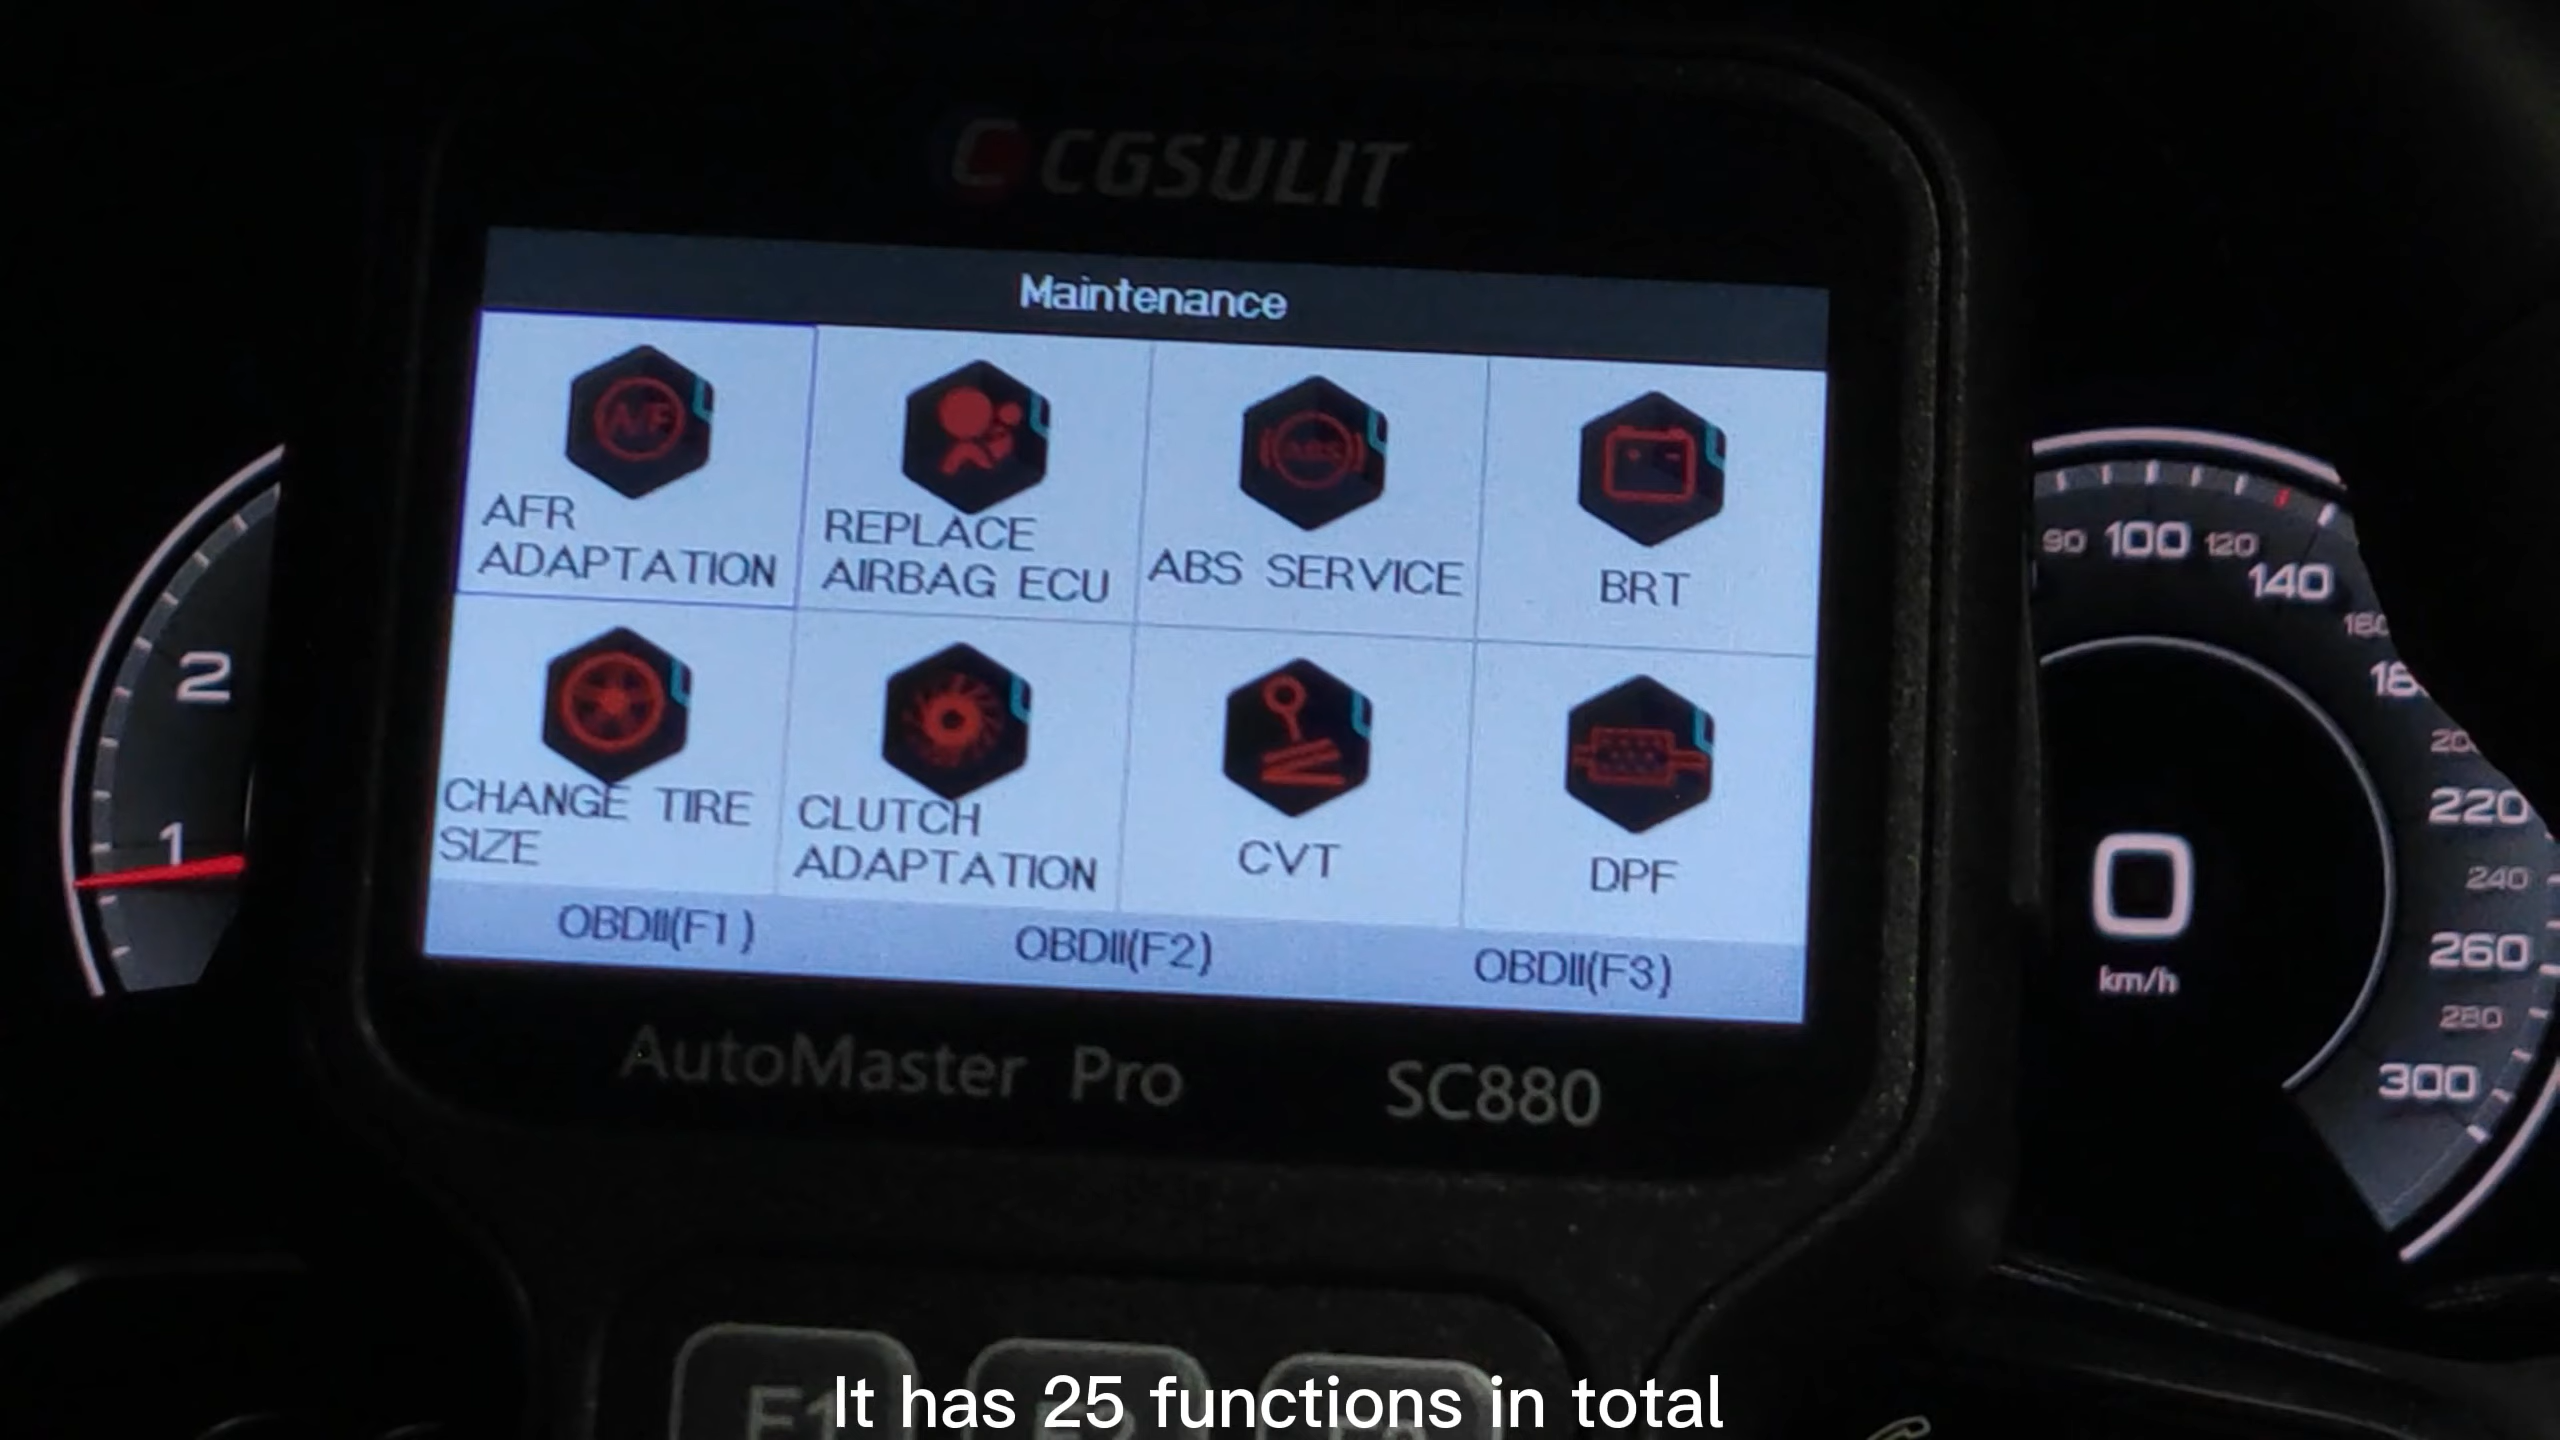 CGSULIT
Maintenance
A/F
ABS
AFR
ADAPTATION
REPLACE
AIRBAG ECU
ABS SERVICE
BRT
CHANGE TIRE
SIZE
CLUTCH
ADAPTATION
CVT
DPF
OBDII(F1)
OBDII(F2)
OBDII(F3)
AutoMaster Pro
SC880
2
1
90
100
120
140
220
240
260
280
300
0
km/h
F1
It has 25 functions in total